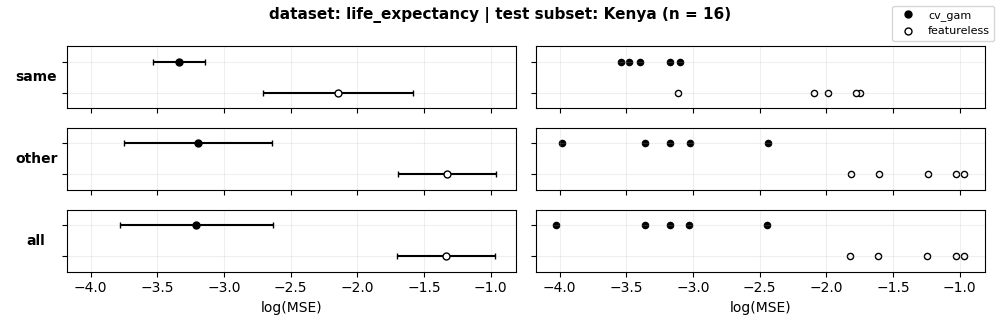 dataset: life_expectancy | test subset: Kenya (n = 16)
cv_gam
featureless
same
other
all
−4.0 −3.5 −3.0 −2.5 −2.0 −1.5 −1.0
−4.0 −3.5 −3.0 −2.5 −2.0 −1.5 −1.0
log(MSE)
log(MSE)